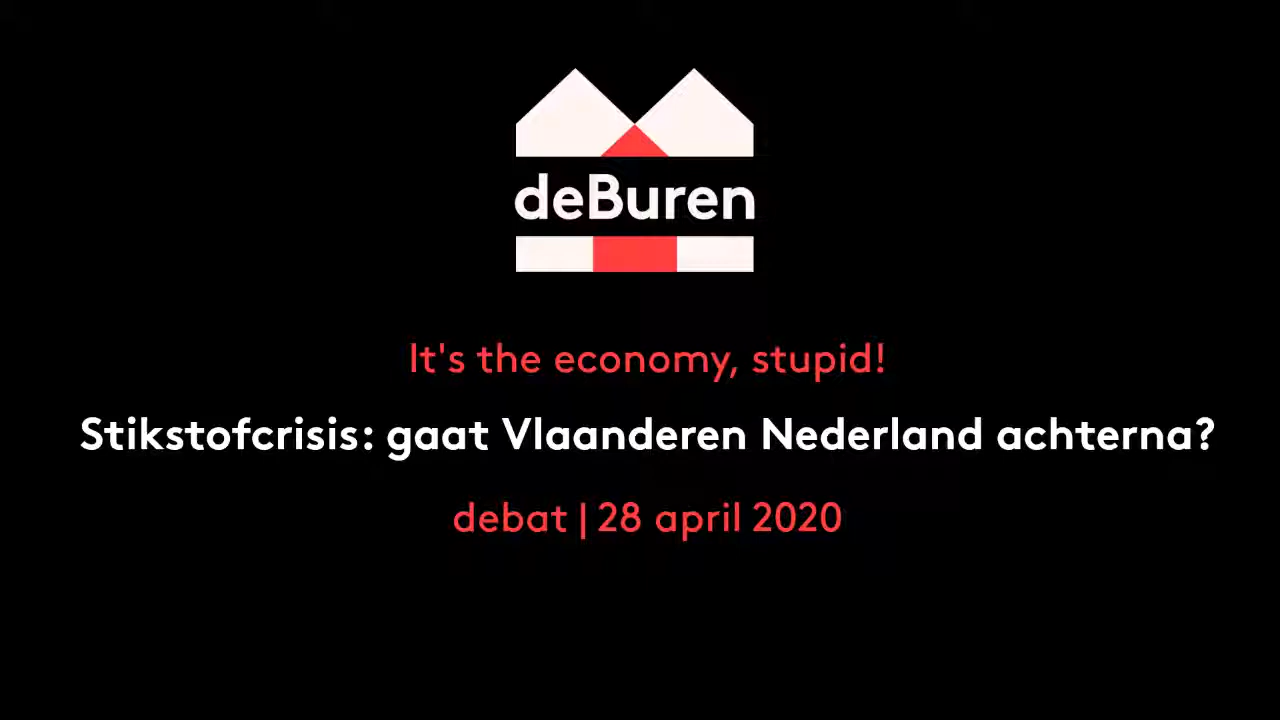 deBuren
It's the economy, stupid!
Stikstofcrisis: gaat Vlaanderen Nederland achterna?
debat | 28 april 2020